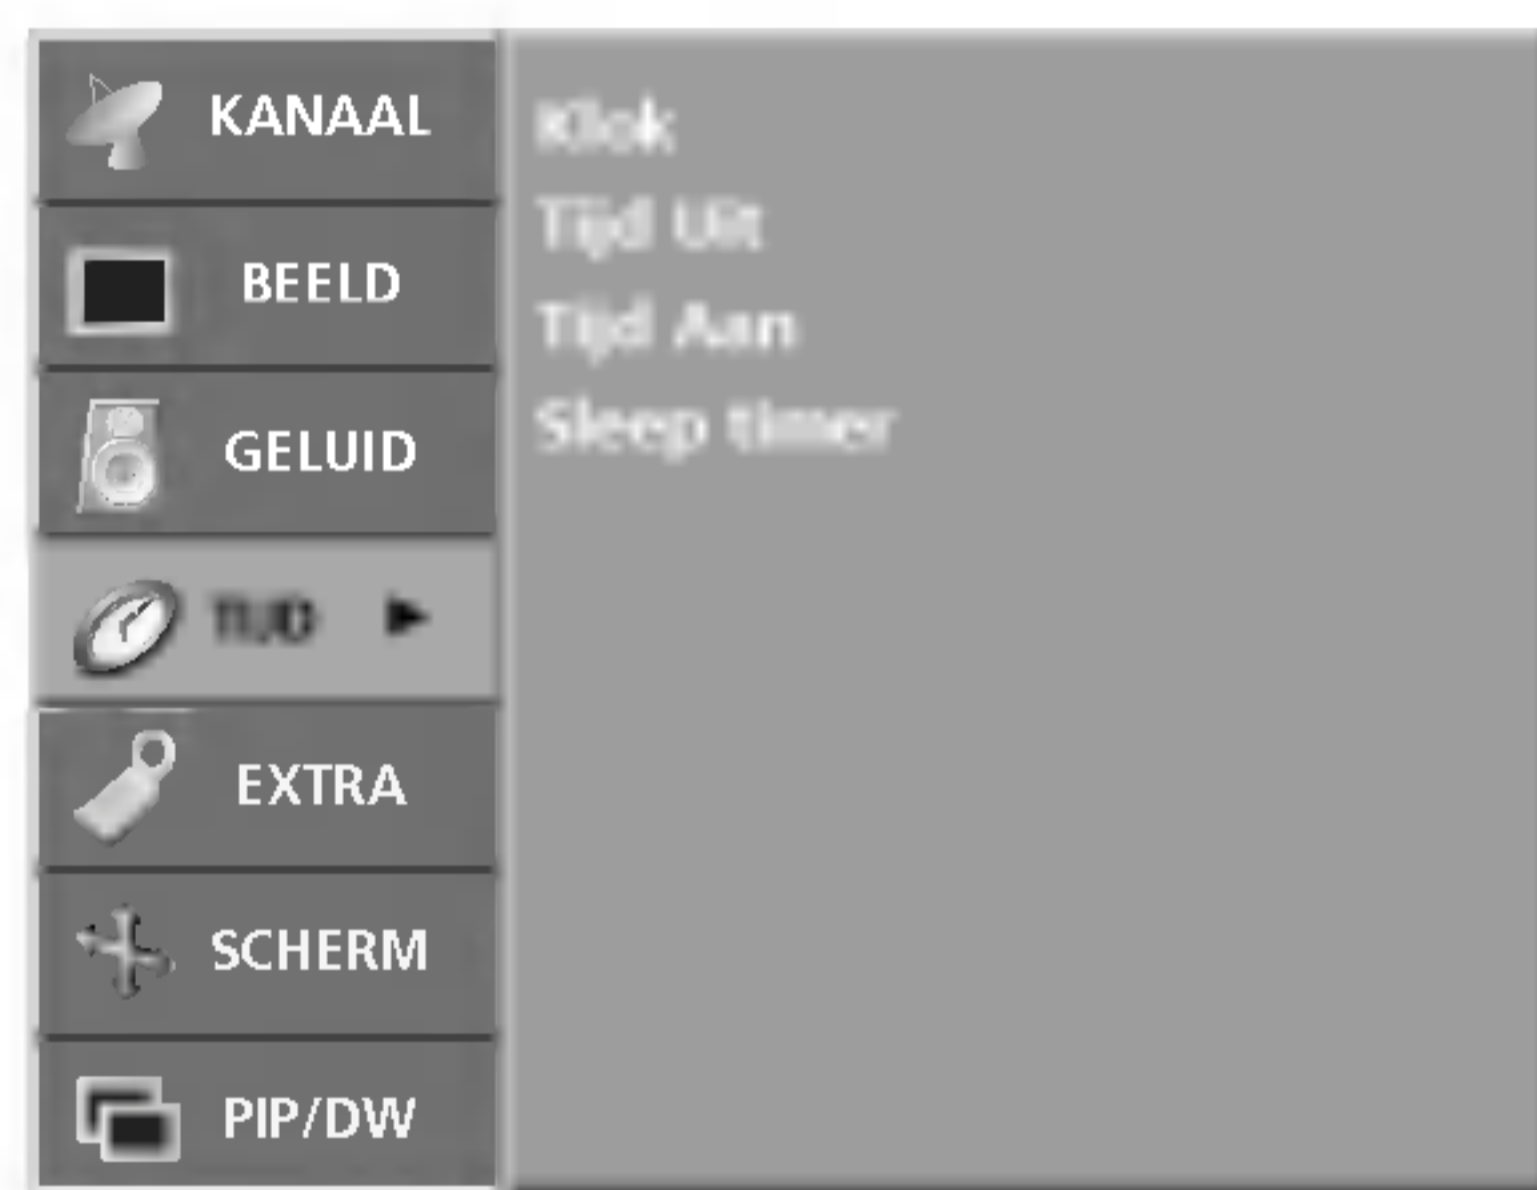 KANAAL
BEELD
GELUID
TIJD ►
EXTRA
SCHERM
PIP/DW
Klok
Tijd Uit
Tijd Aan
Sleep timer